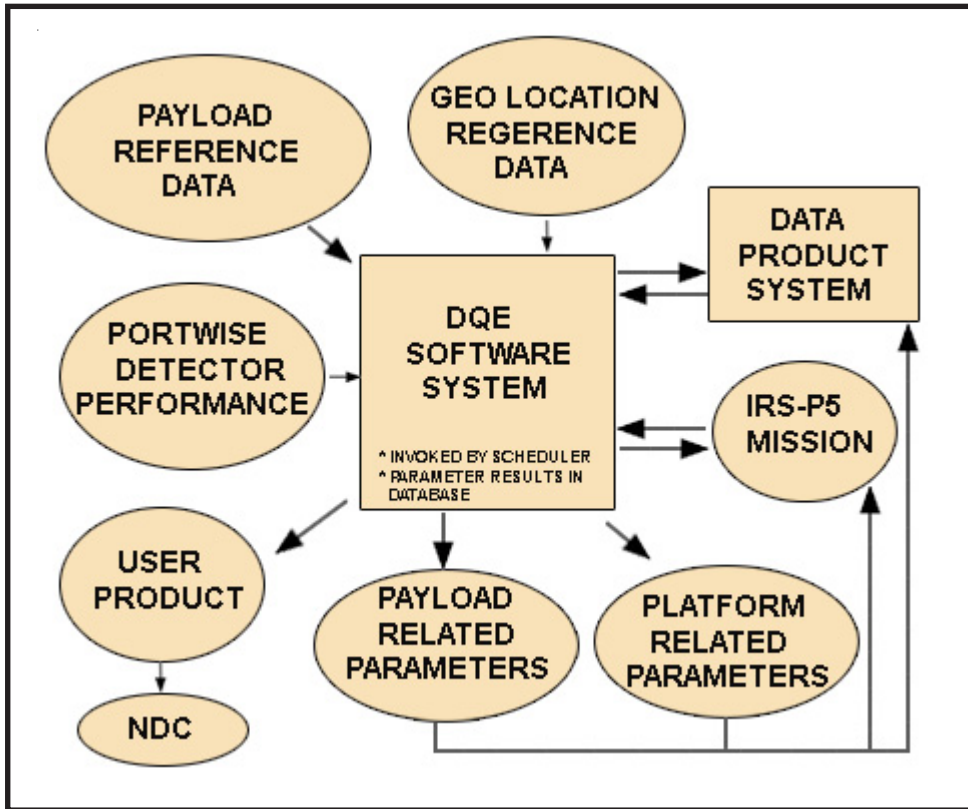 PAYLOAD
REFERENCE
DATA
GEO LOCATION
REGERENCE
DATA
DATA
PRODUCT
SYSTEM
DQE
SOFTWARE
SYSTEM
* INVOKED BY SCHEDULER
* PARAMETER RESULTS IN
DATABASE
PORTWISE
DETECTOR
PERFORMANCE
IRS-P5
MISSION
USER
PRODUCT
PAYLOAD
RELATED
PARAMETERS
PLATFORM
RELATED
PARAMETERS
NDC